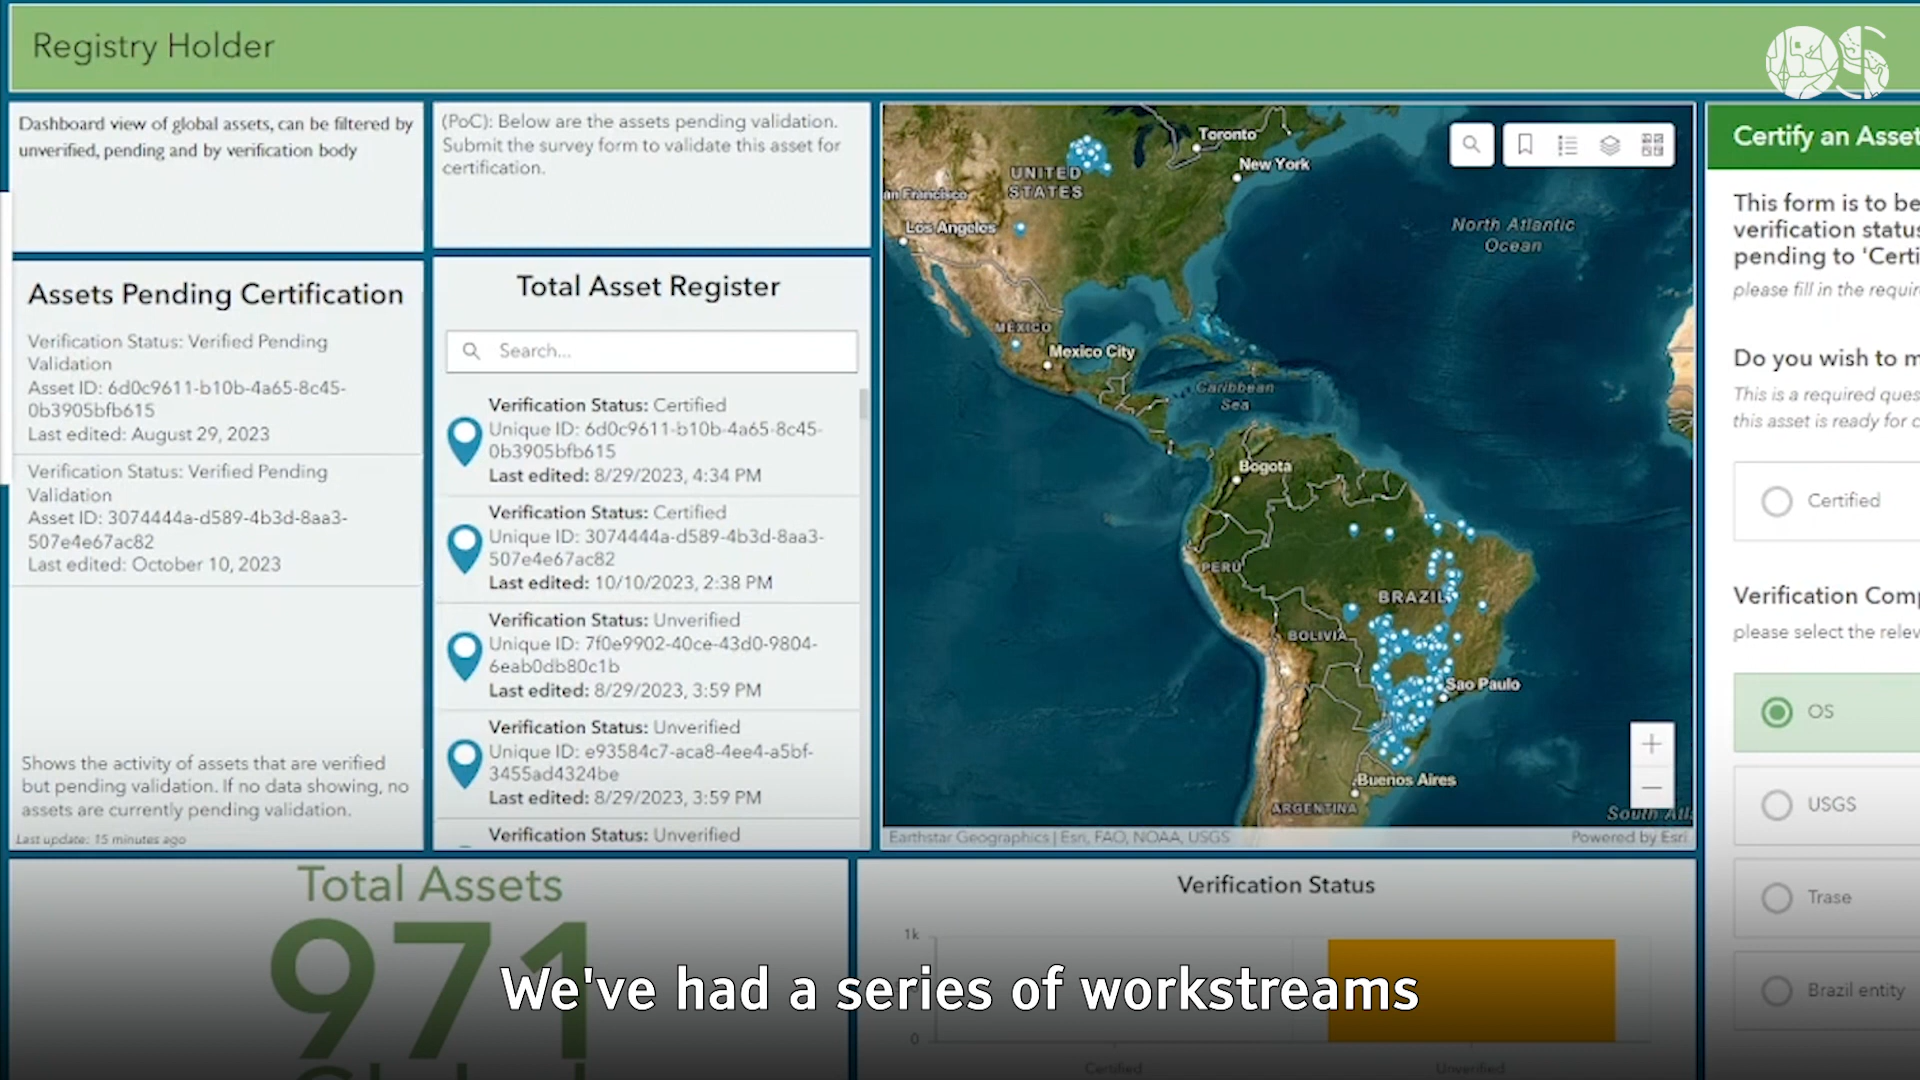 Registry Holder
OS
Dashboard view of global assets, can be filtered by
unverified, pending and by verification body
(PoC): Below are the assets pending validation.
Submit the survey form to validate this asset for
certification.
Assets Pending Certification
Verification Status: Verified Pending
Validation
Asset ID: 6d0c9611-b10b-4a65-8c45-
0b3905bfb615
Last edited: August 29, 2023
Verification Status: Verified Pending
Validation
Asset ID: 3074444a-d589-4b3d-8aa3-
507e4e67ac82
Last edited: October 10, 2023
Shows the activity of assets that are verified
but pending validation. If no data showing, no
assets are currently pending validation.
Last update: 15 minutes ago
Total Asset Register
Search...
Verification Status: Certified
Unique ID: 6d0c9611-b10b-4a65-8c45-
0b3905bfb615
Last edited: 8/29/2023, 4:34 PM
Verification Status: Certified
Unique ID: 3074444a-d589-4b3d-8aa3-
507e4e67ac82
Last edited: 10/10/2023, 2:38 PM
Verification Status: Unverified
Unique ID: 7f0e9902-40ce-43d0-9804-
6eab0db80c1b
Last edited: 8/29/2023, 3:59 PM
Verification Status: Unverified
Unique ID: e93584c7-aca8-4ee4-a5bf-
3455ad4324be
Last edited: 8/29/2023, 3:59 PM
Verification Status: Unverified
Toronto
New York
UNITED
STATES
an Francisco
Los Angeles
North Atlantic
Ocean
MÉXICO
Mexico City
Caribbean
Sea
Bogota
PERU
BRAZIL
BOLIVIA
Sao Paulo
Buenos Aires
ARGENTINA
South Atl
Earthstar Geographics | Esri, FAO, NOAA, USGS
Powered by Esri
Certify an Asset
This form is to be
verification status
pending to 'Certi
please fill in the requir
Do you wish to m
This is a required ques
this asset is ready for c
Certified
Verification Comp
please select the relev
OS
USGS
Trase
Brazil entity
Total Assets
971
Global
Verification Status
1k
0
Certified
Unverified
We've had a series of workstreams